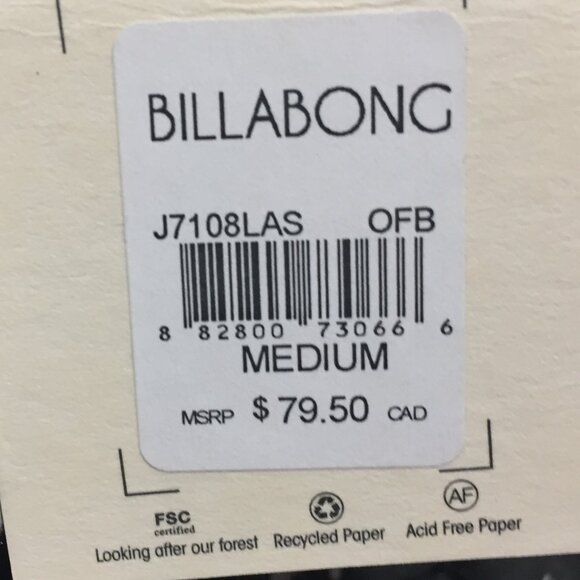 BILLABONG
J7108LAS OFB
8 82800 73066 6
MEDIUM
MSRP $ 79.50 CAD
FSC
certified
Looking after our forest
Recycled Paper
AF
Acid Free Paper